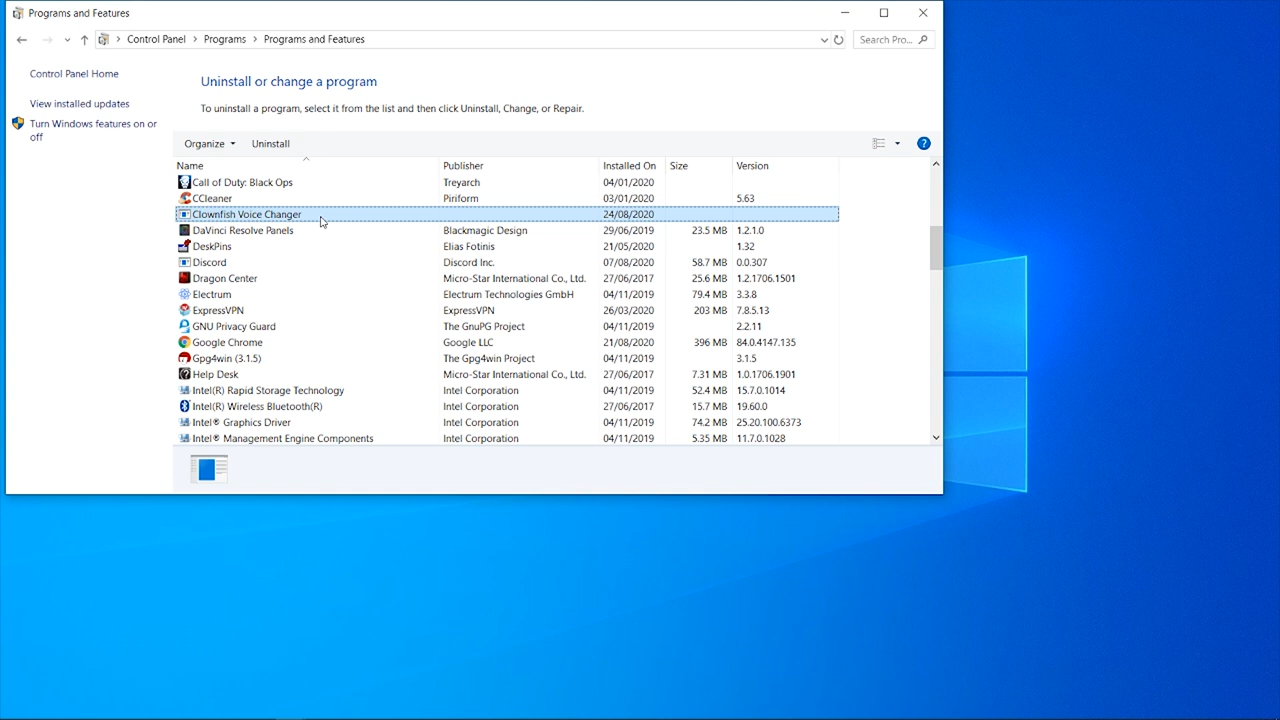 Programs and Features
Control Panel > Programs > Programs and Features
Search Pro...
Control Panel Home
View installed updates
Turn Windows features on or
off
Uninstall or change a program
To uninstall a program, select it from the list and then click Uninstall, Change, or Repair.
Organize Uninstall
Name Publisher Installed On Size Version
Call of Duty: Black Ops Treyarch 04/01/2020
CCleaner Piriform 03/01/2020 5.63
Clownfish Voice Changer 24/08/2020
DaVinci Resolve Panels Blackmagic Design 29/06/2019 23.5 MB 1.2.1.0
DeskPins Elias Fotinis 21/05/2020 1.32
Discord Discord Inc. 07/08/2020 58.7 MB 0.0.307
Dragon Center Micro-Star International Co., Ltd. 27/06/2017 25.6 MB 1.2.1706.1501
Electrum Electrum Technologies GmbH 04/11/2019 79.4 MB 3.3.8
ExpressVPN ExpressVPN 26/03/2020 203 MB 7.8.5.13
GNU Privacy Guard The GnuPG Project 04/11/2019 2.2.11
Google Chrome Google LLC 21/08/2020 396 MB 84.0.4147.135
Gpg4win (3.1.5) The Gpg4win Project 04/11/2019 3.1.5
Help Desk Micro-Star International Co., Ltd. 27/06/2017 7.31 MB 1.0.1706.1901
Intel(R) Rapid Storage Technology Intel Corporation 04/11/2019 52.4 MB 15.7.0.1014
Intel(R) Wireless Bluetooth(R) Intel Corporation 27/06/2017 15.7 MB 19.60.0
Intel® Graphics Driver Intel Corporation 04/11/2019 74.2 MB 25.20.100.6373
Intel® Management Engine Components Intel Corporation 04/11/2019 5.35 MB 11.7.0.1028